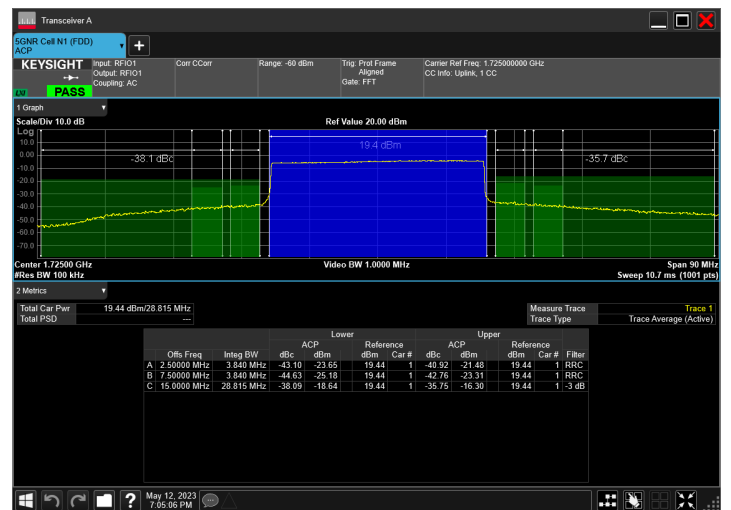 Transceiver A
5GNR Cell N1 (FDD)
ACP
KEYSIGHT
LXI
PASS
Input: RFIO1
Output: RFIO1
Coupling: AC
Corr CCorr
Range: -60 dBm
Trig: Prot Frame
Aligned
Gate: FFT
Carrier Ref Freq: 1.725000000 GHz
CC Info: Uplink, 1 CC
1 Graph
Scale/Div 10.0 dB
Ref Value 20.00 dBm
Log
10.0
0.00
-10.0
-20.0
-30.0
-40.0
-50.0
-60.0
-70.0
-38.1 dBc
19.4 dBm
-35.7 dBc
Center 1.72500 GHz
Video BW 1.0000 MHz
Span 90 MHz
#Res BW 100 kHz
Sweep 10.7 ms (1001 pts)
2 Metrics
Total Car Pwr 19.44 dBm/28.815 MHz
Total PSD ---
Measure Trace Trace 1
Trace Type Trace Average (Active)
Lower Upper
ACP Reference ACP Reference
Offs Freq Integ BW dBc dBm dBm Car # dBc dBm dBm Car # Filter
A 2.50000 MHz 3.840 MHz -43.10 -23.65 19.44 1 -40.92 -21.48 19.44 1 RRC
B 7.50000 MHz 3.840 MHz -44.63 -25.18 19.44 1 -42.76 -23.31 19.44 1 RRC
C 15.0000 MHz 28.815 MHz -38.09 -18.64 19.44 1 -35.75 -16.30 19.44 1 -3 dB
May 12, 2023
7:05:06 PM